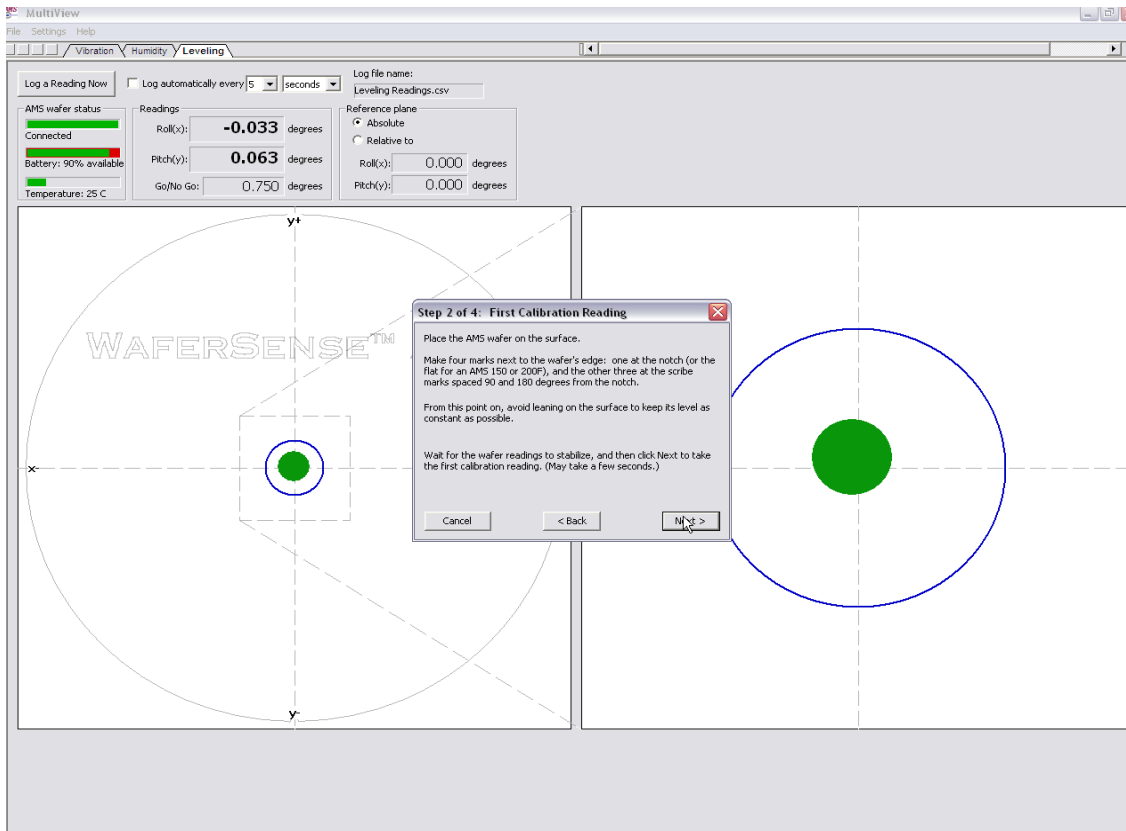 MultiView
File Settings Help
Vibration Humidity Leveling
Log a Reading Now
Log automatically every 5 seconds
Log file name:
Leveling Readings.csv
AMS wafer status
Connected
Battery: 90% available
Temperature: 25 C
Readings
Roll(x): -0.033 degrees
Pitch(y): 0.063 degrees
Go/No Go: 0.750 degrees
Reference plane
Absolute
Relative to
Roll(x): 0.000 degrees
Pitch(y): 0.000 degrees
y+
WAFERSENSE™
x-
y-
Step 2 of 4: First Calibration Reading
Place the AMS wafer on the surface.
Make four marks next to the wafer's edge: one at the notch (or the
flat for an AMS 150 or 200F), and the other three at the scribe
marks spaced 90 and 180 degrees from the notch.
From this point on, avoid leaning on the surface to keep its level as
constant as possible.
Wait for the wafer readings to stabilize, and then click Next to take
the first calibration reading. (May take a few seconds.)
Cancel
< Back
Next >